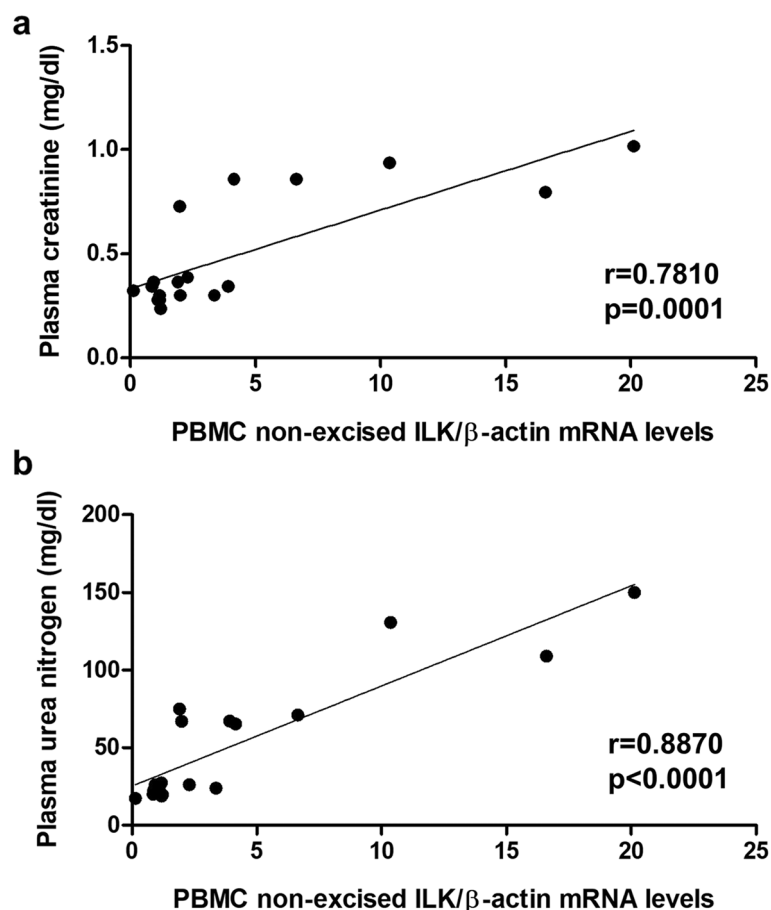 a
1.5
1.0
0.5
0.0
Plasma creatinine (mg/dl)
r=0.7810
p=0.0001
0 5 10 15 20 25
PBMC non-excised ILK/β-actin mRNA levels
b
200
150
100
50
0
Plasma urea nitrogen (mg/dl)
r=0.8870
p<0.0001
0 5 10 15 20 25
PBMC non-excised ILK/β-actin mRNA levels